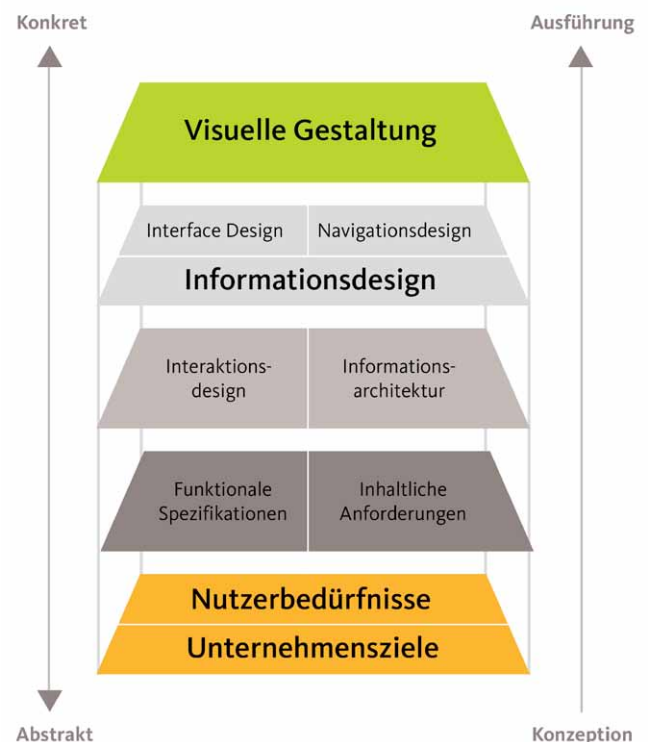 Konkret
Ausführung
Visuelle Gestaltung
Interface Design
Navigationsdesign
Informationsdesign
Interaktions-
design
Informations-
architektur
Funktionale
Spezifikationen
Inhaltliche
Anforderungen
Nutzerbedürfnisse
Unternehmensziele
Abstrakt
Konzeption